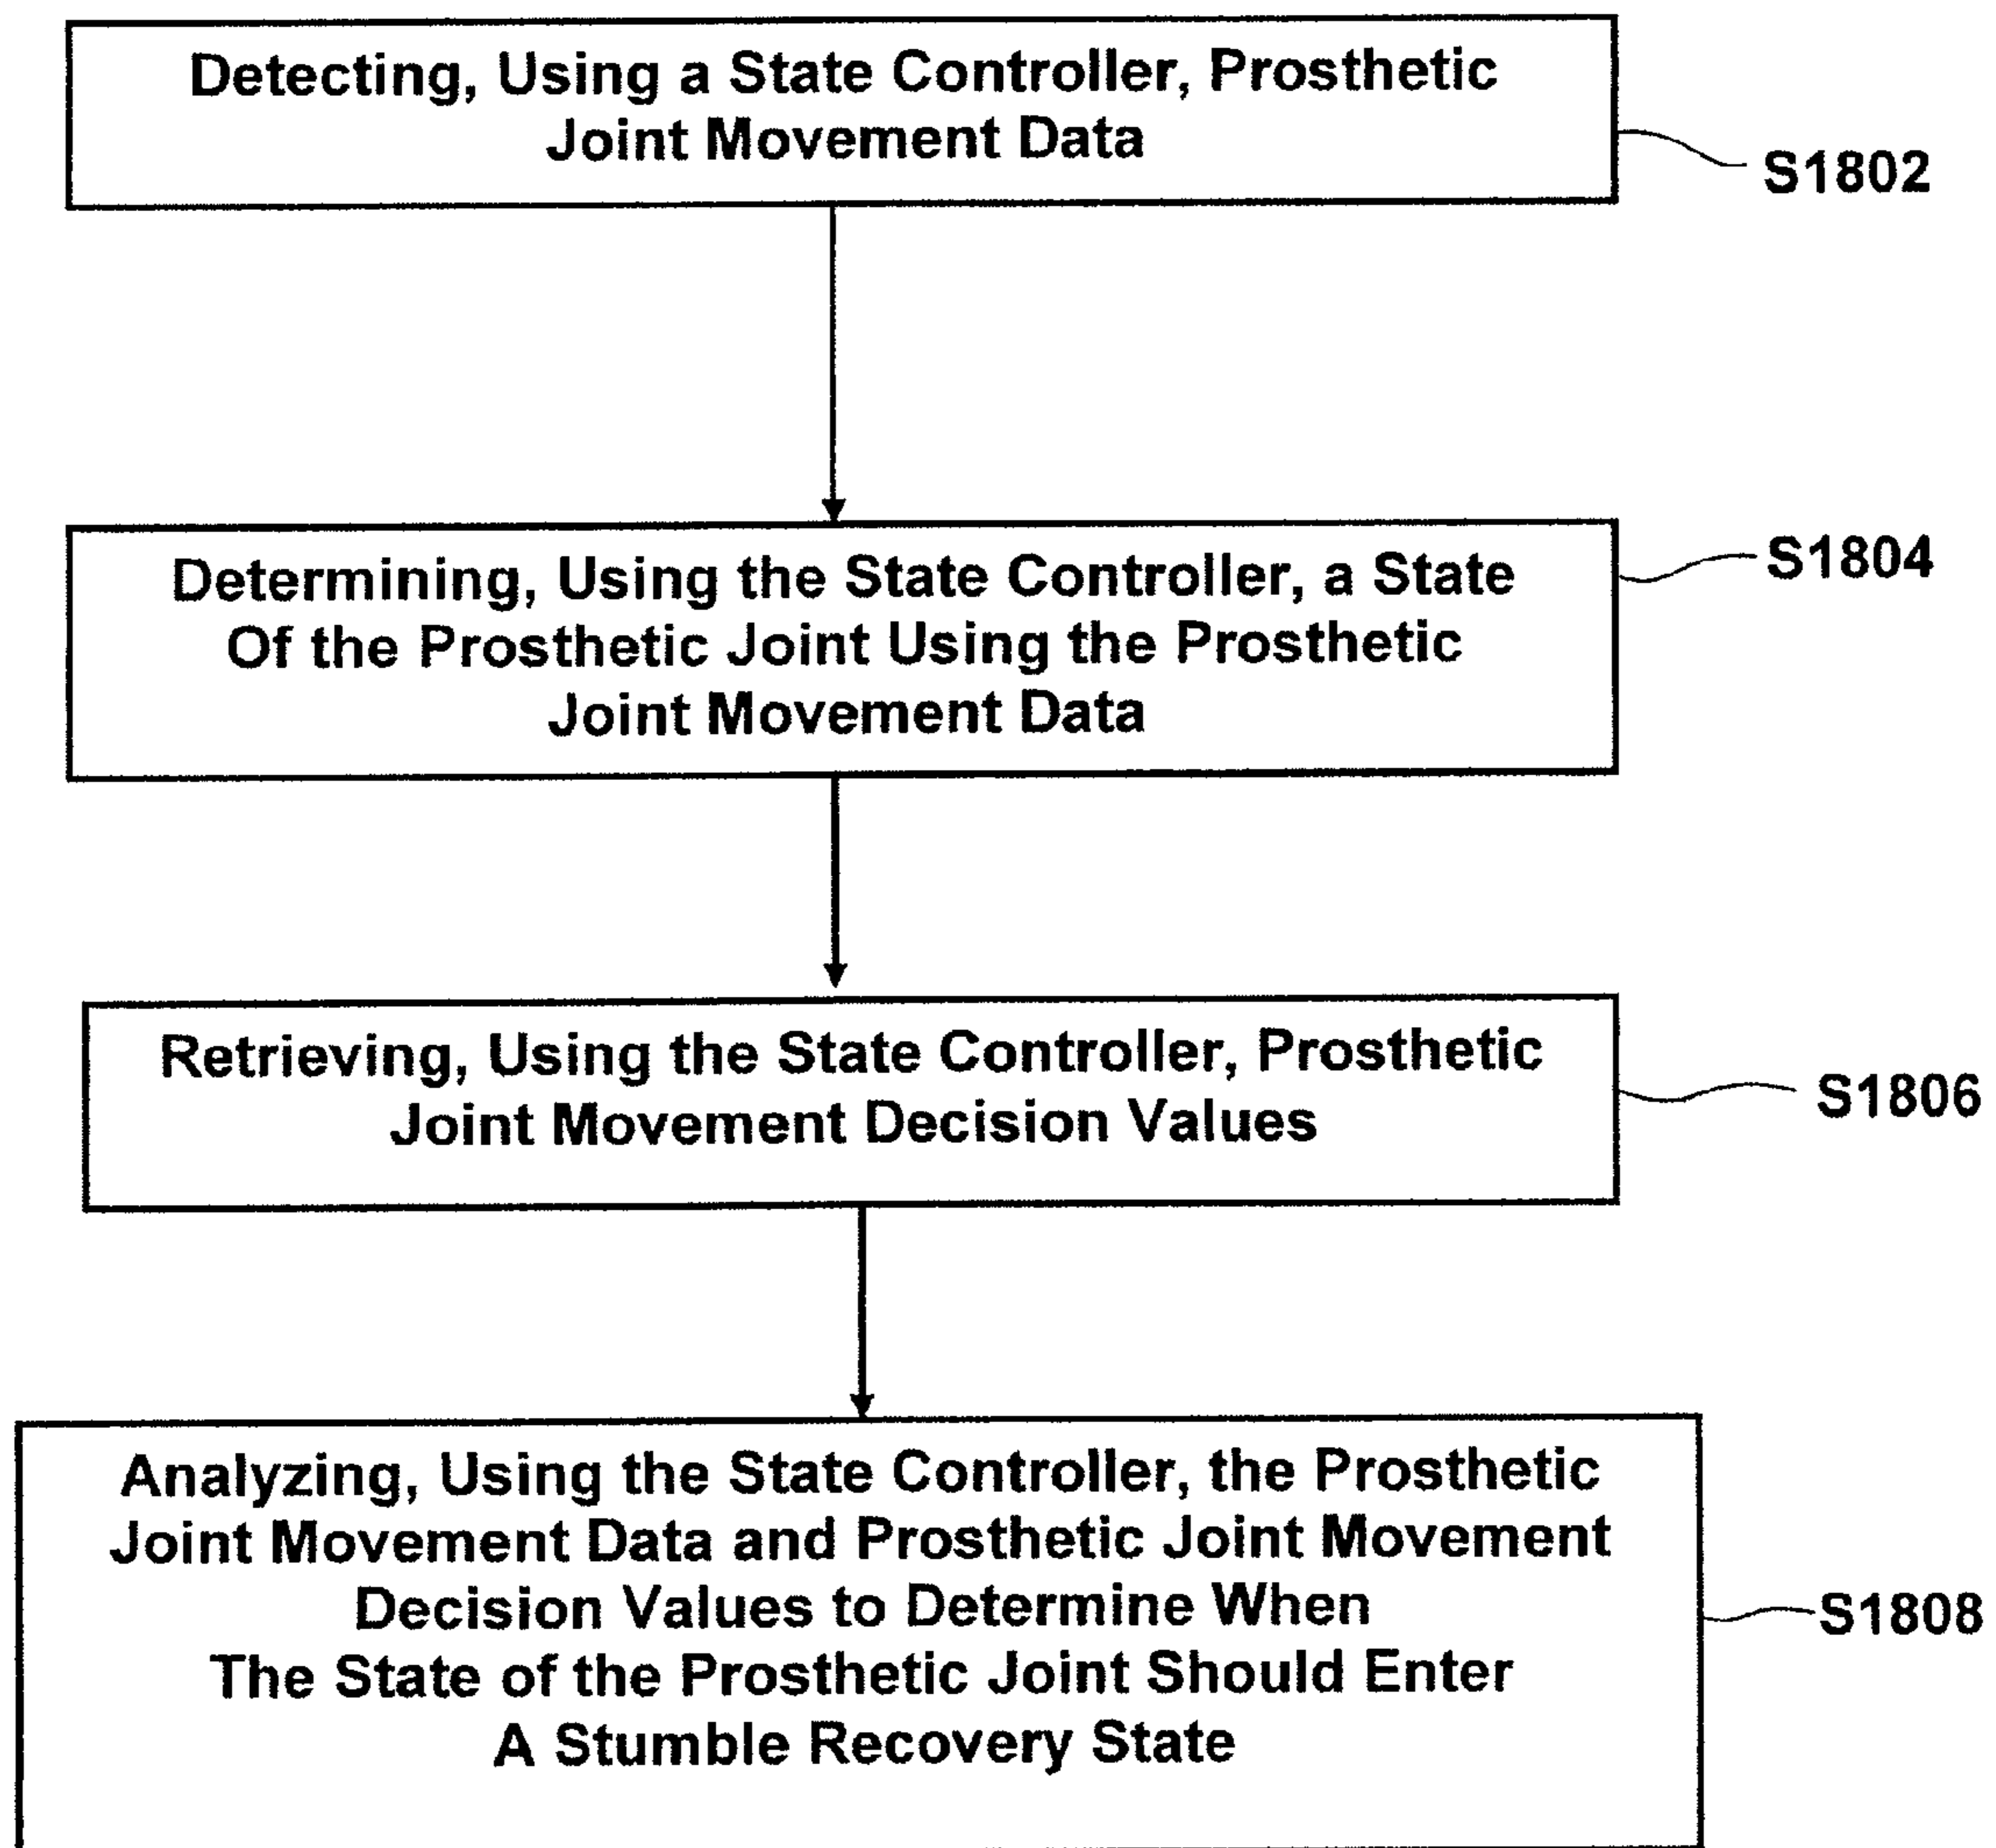 Detecting, Using a State Controller, Prosthetic
Joint Movement Data
S1802
Determining, Using the State Controller, a State
Of the Prosthetic Joint Using the Prosthetic
Joint Movement Data
S1804
Retrieving, Using the State Controller, Prosthetic
Joint Movement Decision Values
S1806
Analyzing, Using the State Controller, the Prosthetic
Joint Movement Data and Prosthetic Joint Movement
Decision Values to Determine When
The State of the Prosthetic Joint Should Enter
A Stumble Recovery State
S1808